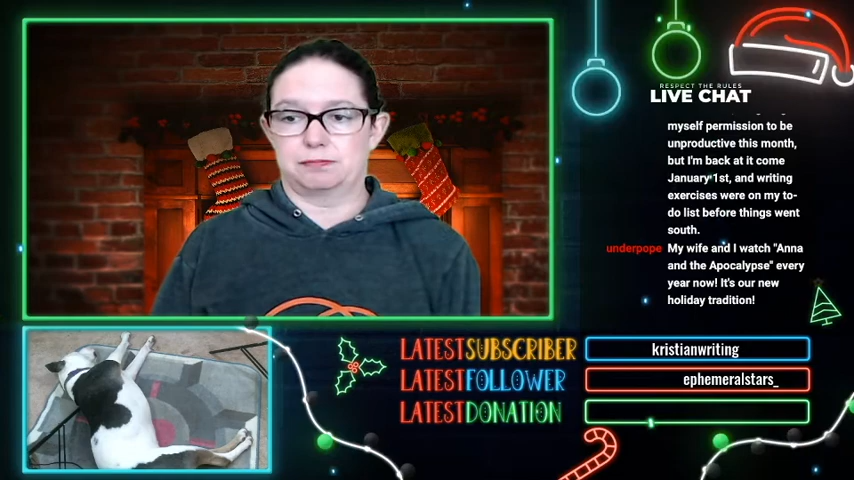 RESPECT THE RULES
LIVE CHAT
myself permission to be
unproductive this month,
but I'm back at it come
January 1st, and writing
exercises were on my to-
do list before things went
south.
underpope My wife and I watch "Anna
and the Apocalypse" every
year now! It's our new
holiday tradition!
LATESTSUBSCRIBER kristianwriting
LATESTFOLLOWER ephemeralstars_
LATESTDONATION